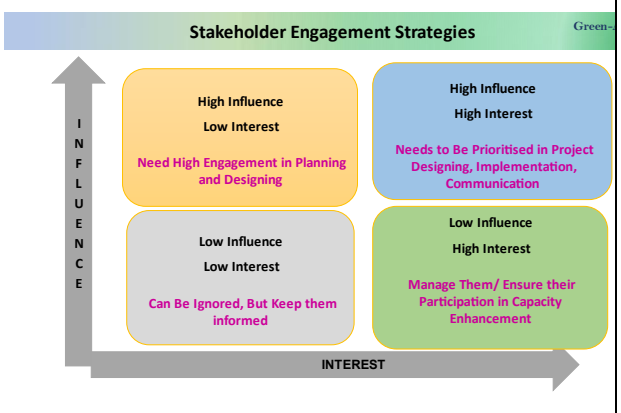 Stakeholder Engagement Strategies
Green-
INFLUENCE
High Influence
Low Interest
Need High Engagement in Planning
and Designing
High Influence
High Interest
Needs to Be Prioritised in Project
Designing, Implementation,
Communication
Low Influence
Low Interest
Can Be Ignored, But Keep them
informed
Low Influence
High Interest
Manage Them/ Ensure their
Participation in Capacity
Enhancement
INTEREST